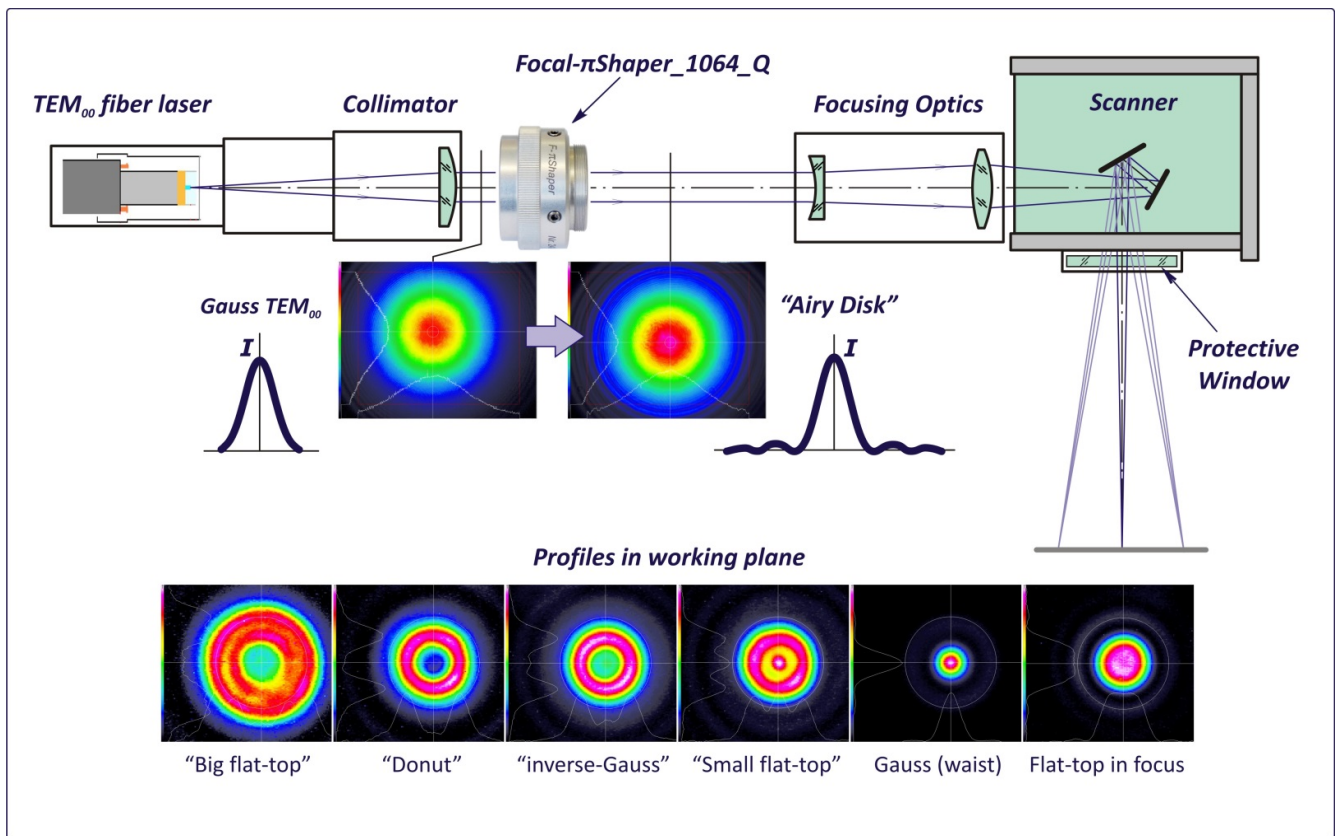 Focal-πShaper_1064_Q
TEM₀₀ fiber laser
Collimator
Focusing Optics
Scanner
F-πShaper
Gauss TEM₀₀
I
"Airy Disk"
I
Protective
Window
Profiles in working plane
"Big flat-top"
"Donut"
"inverse-Gauss"
"Small flat-top"
Gauss (waist)
Flat-top in focus